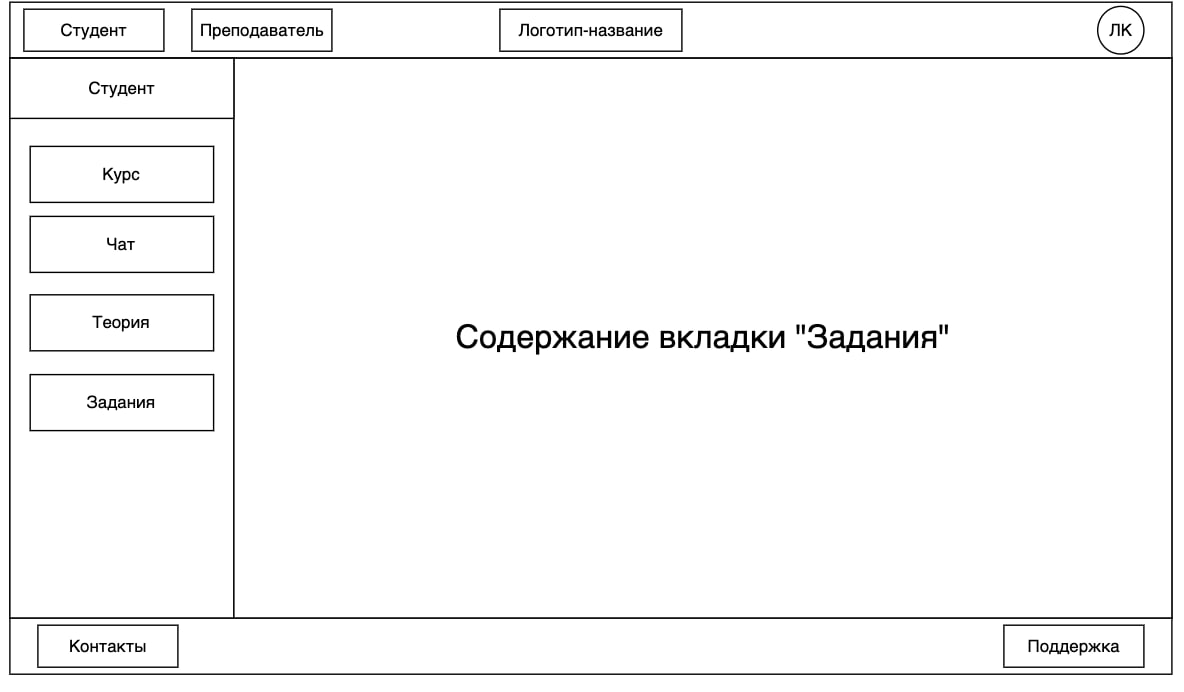 Студент
Преподаватель
Логотип-название
ЛК
Студент
Курс
Чат
Теория
Задания
Содержание вкладки "Задания"
Контакты
Поддержка